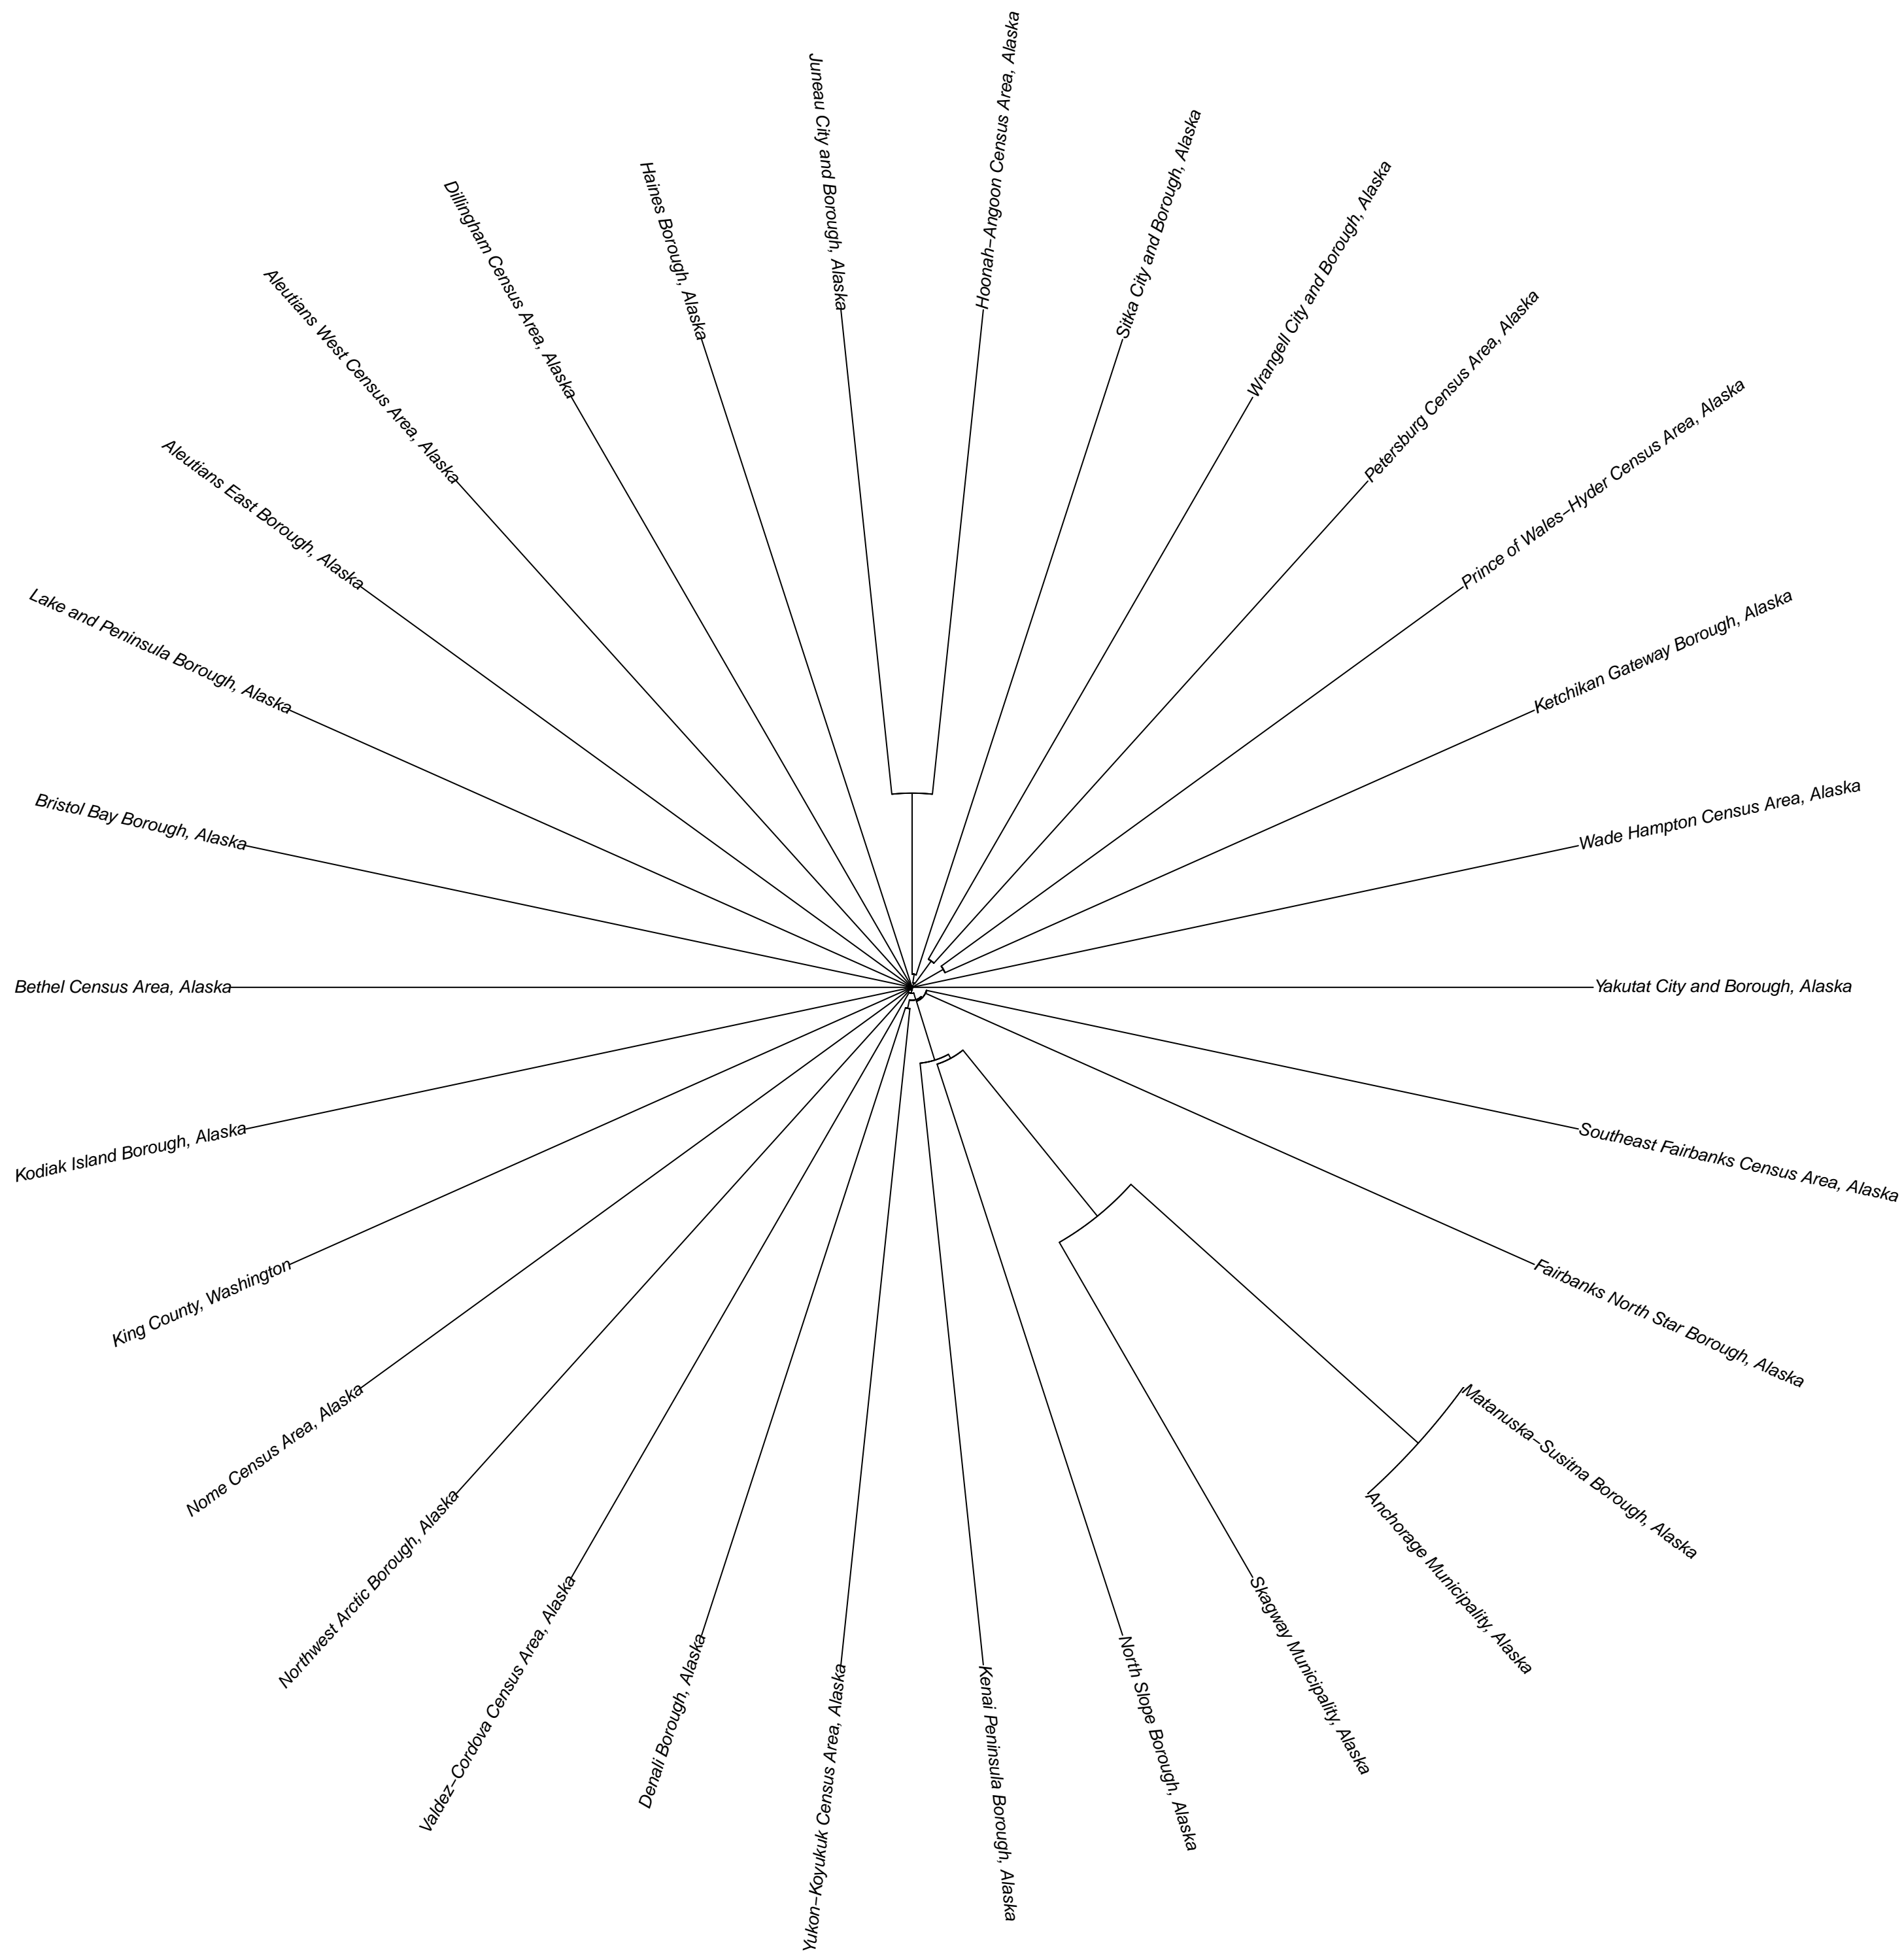 Juneau City and Borough, Alaska
Hoonah–Angoon Census Area, Alaska
Sitka City and Borough, Alaska
Wrangell City and Borough, Alaska
Petersburg Census Area, Alaska
Prince of Wales–Hyder Census Area, Alaska
Ketchikan Gateway Borough, Alaska
Wade Hampton Census Area, Alaska
Yakutat City and Borough, Alaska
Southeast Fairbanks Census Area, Alaska
Fairbanks North Star Borough, Alaska
Matanuska–Susitna Borough, Alaska
Anchorage Municipality, Alaska
Skagway Municipality, Alaska
North Slope Borough, Alaska
Kenai Peninsula Borough, Alaska
Yukon–Koyukuk Census Area, Alaska
Denali Borough, Alaska
Valdez–Cordova Census Area, Alaska
Northwest Arctic Borough, Alaska
Nome Census Area, Alaska
King County, Washington
Kodiak Island Borough, Alaska
Bethel Census Area, Alaska
Bristol Bay Borough, Alaska
Lake and Peninsula Borough, Alaska
Aleutians East Borough, Alaska
Aleutians West Census Area, Alaska
Dillingham Census Area, Alaska
Haines Borough, Alaska